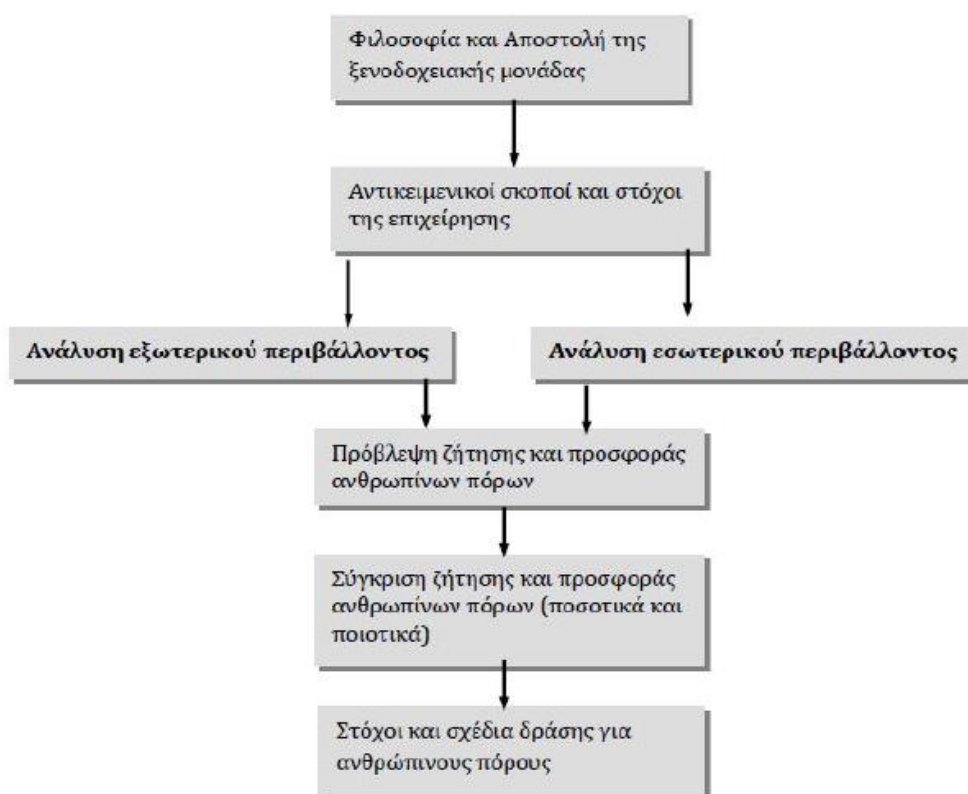 Φιλοσοφία και Αποστολή της
ξενοδοχειακής μονάδας
Αντικειμενικοί σκοποί και στόχοι
της επιχείρησης
Ανάλυση εξωτερικού περιβάλλοντος
Ανάλυση εσωτερικού περιβάλλοντος
Πρόβλεψη ζήτησης και προσφοράς
ανθρωπίνων πόρων
Σύγκριση ζήτησης και προσφοράς
ανθρωπίνων πόρων (ποσοτικά και
ποιοτικά)
Στόχοι και σχέδια δράσης για
ανθρώπινους πόρους